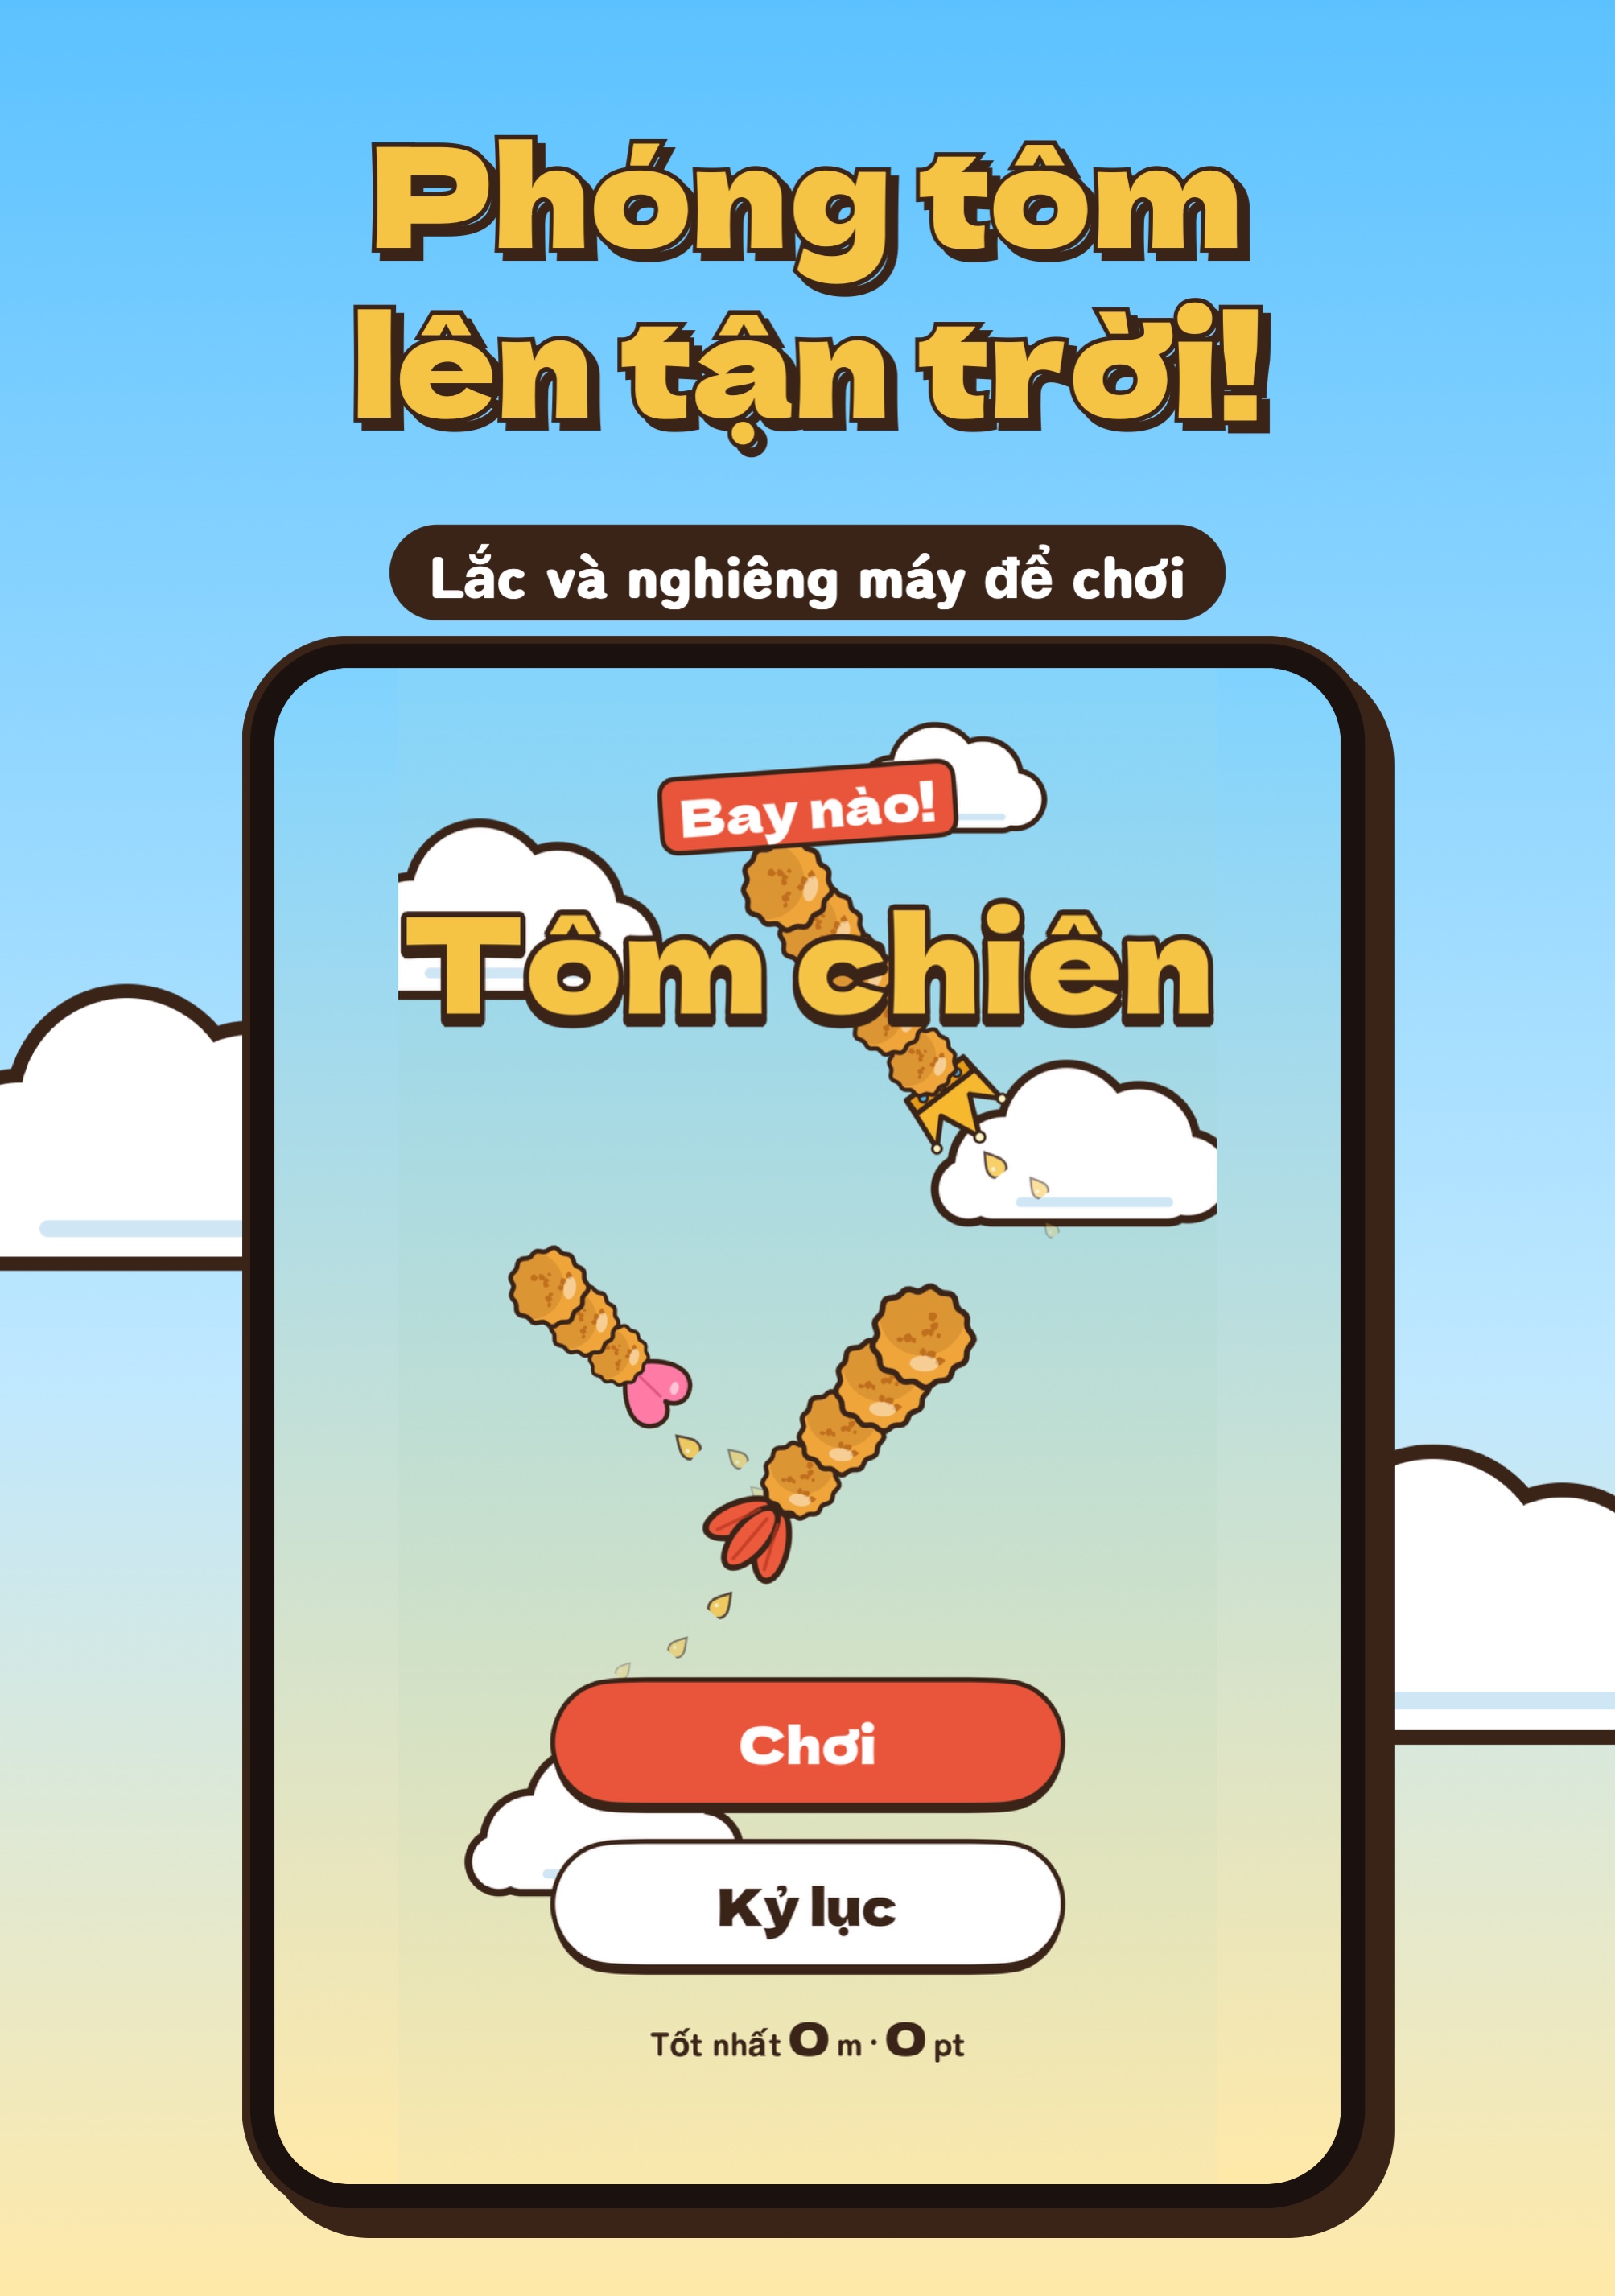 Phóng tôm
lên tận trời!
Lắc và nghiêng máy để chơi
Bay nào!
Tôm chiên
Chơi
Kỷ lục
Tốt nhất 0 m · 0 pt